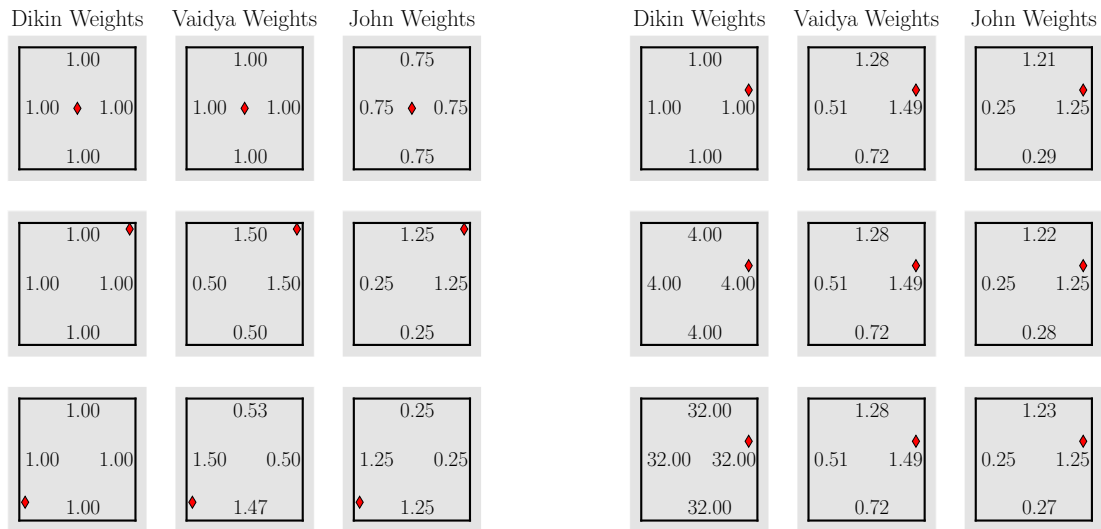 Dikin Weights Vaidya Weights John Weights Dikin Weights Vaidya Weights John Weights
1.00 1.00 0.75 1.00 1.28 1.21
1.00 1.00 1.00 1.00 0.75 0.75 1.00 1.00 0.51 1.49 0.25 1.25
1.00 1.00 0.75 1.00 0.72 0.29
1.00 1.50 1.25 4.00 1.28 1.22
1.00 1.00 0.50 1.50 0.25 1.25 4.00 4.00 0.51 1.49 0.25 1.25
1.00 0.50 0.25 4.00 0.72 0.28
1.00 0.53 0.25 32.00 1.28 1.23
1.00 1.00 1.50 0.50 1.25 0.25 32.00 32.00 0.51 1.49 0.25 1.25
1.00 1.47 1.25 32.00 0.72 0.27